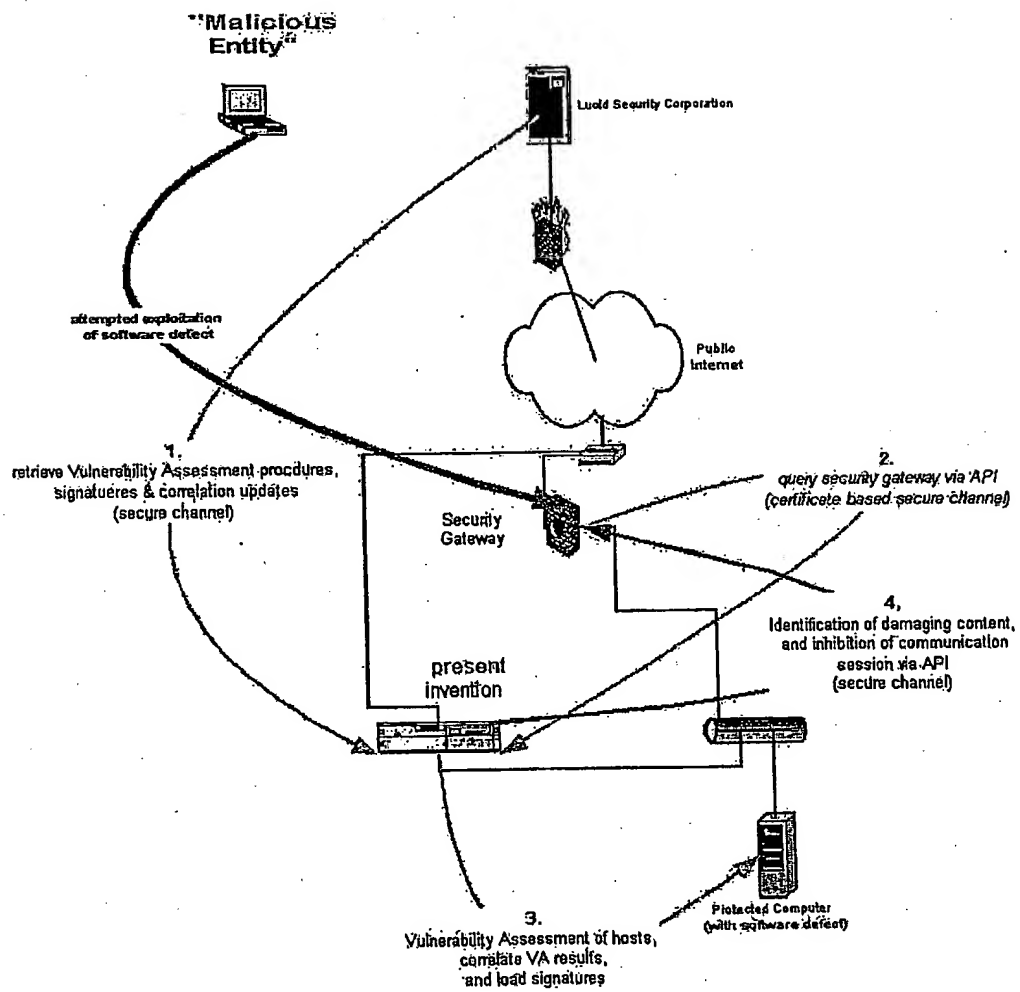 "Malicious
Entity"
Lucid Security Corporation
attempted exploitation
of software defect
Public
Internet
1.
retrieve Vulnerability Assessment procdures,
signatueres & correlation updates
(secure channel)
2.
query security gateway via API
(certificate based secure channel)
Security
Gateway
4,
Identification of damaging content,
and inhibition of communication
session via API
(secure channel)
present
invention
Protected Computer
(with software defect)
3.
Vulnerability Assessment of hosts,
correlate VA results,
and load signatures